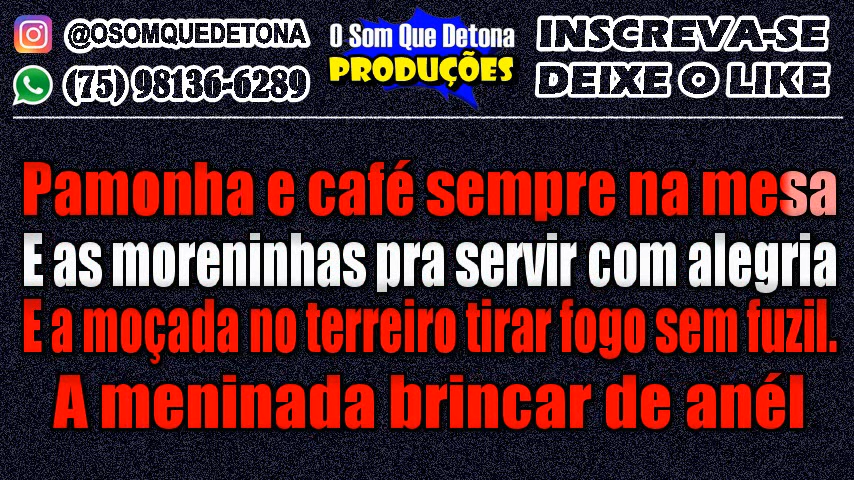 @OSOMQUEDETONA
(75) 98136-6289
O Som Que Detona
PRODUÇÕES
INSCREVA-SE
DEIXE O LIKE
Pamonha e café sempre na mesa
E as moreninhas pra servir com alegria
E a moçada no terreiro tirar fogo sem fuzil.
A meninada brincar de anél